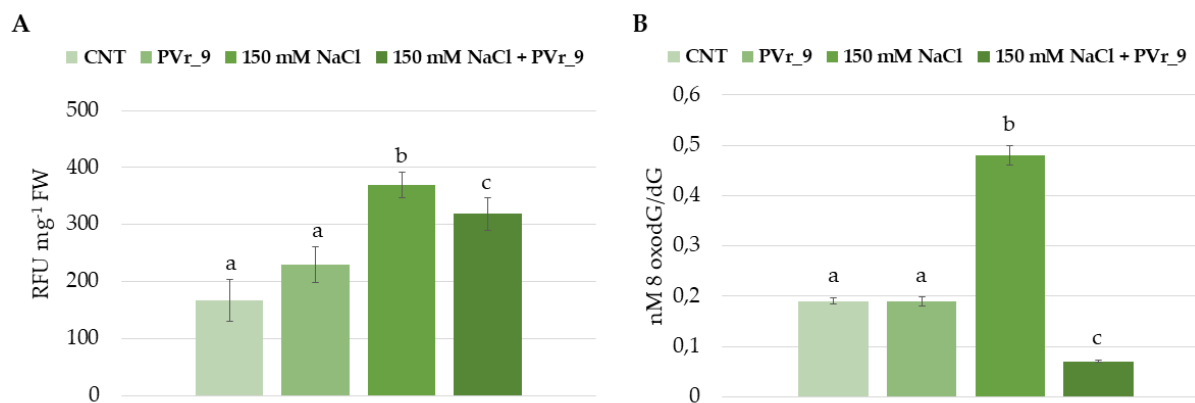 A
CNT PVr_9 150 mM NaCl 150 mM NaCl + PVr_9
RFU mg-1 FW
500
400
300
200
100
0
a
a
b
c
B
CNT PVr_9 150 mM NaCl 150 mM NaCl + PVr_9
nM 8 oxodG/dG
0,6
0,5
0,4
0,3
0,2
0,1
0
a
a
b
c